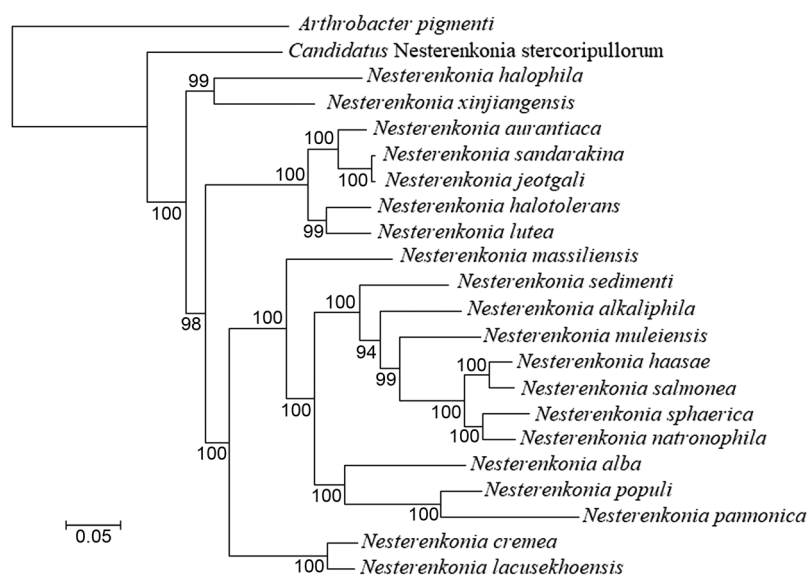 Arthrobacter pigmenti
Candidatus Nesterenkonia stercoripullorum
99 Nesterenkonia halophila
Nesterenkonia xinjiangensis
100 Nesterenkonia aurantiaca
Nesterenkonia sandarakina
100 100 Nesterenkonia jeotgali
100 Nesterenkonia halotolerans
99 Nesterenkonia lutea
Nesterenkonia massiliensis
Nesterenkonia sedimenti
100 Nesterenkonia alkaliphila
98 100 Nesterenkonia muleiensis
94
100 Nesterenkonia haasae
99 Nesterenkonia salmonea
100 100 Nesterenkonia sphaerica
100 Nesterenkonia natronophila
100 Nesterenkonia alba
100 Nesterenkonia populi
100 Nesterenkonia pannonica
0.05
Nesterenkonia cremea
100 Nesterenkonia lacusekhoensis